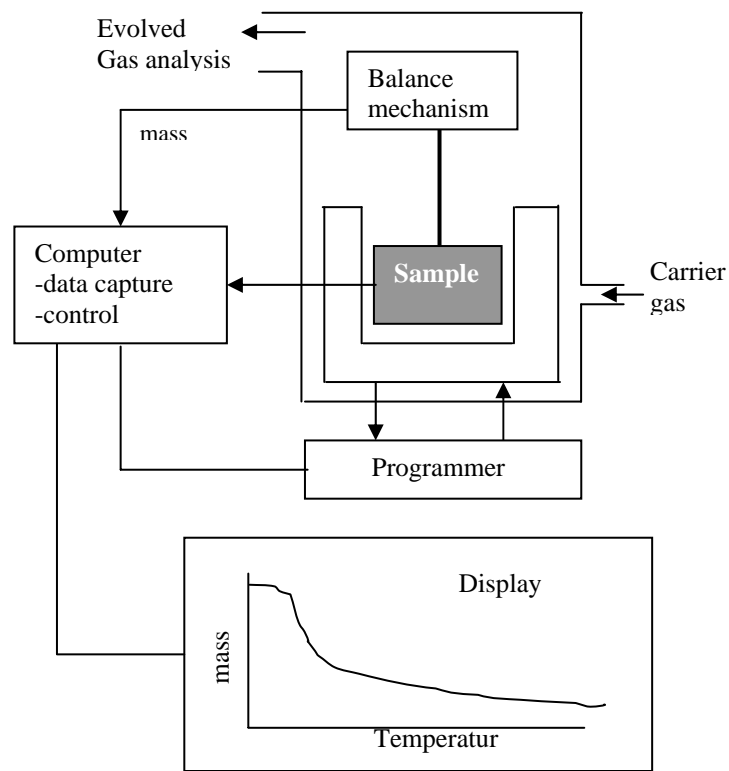 Evolved
Gas analysis
Balance
mechanism
mass
Computer
-data capture
-control
Sample
Carrier
gas
Programmer
Display
mass
Temperatur